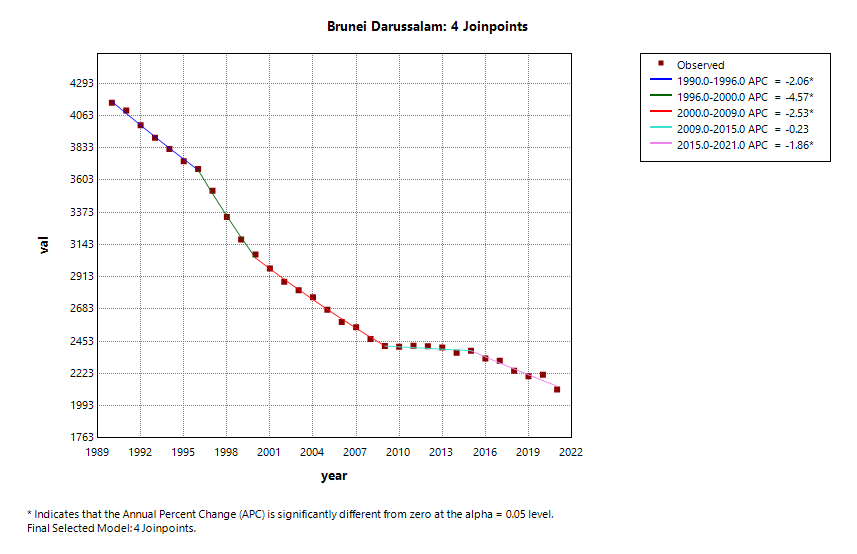 Brunei Darussalam: 4 Joinpoints
Observed
1990.0-1996.0 APC = -2.06*
1996.0-2000.0 APC = -4.57*
2000.0-2009.0 APC = -2.53*
2009.0-2015.0 APC = -0.23
2015.0-2021.0 APC = -1.86*
4293
4063
3833
3603
3373
3143
2913
2683
2453
2223
1993
1763
val
1989 1992 1995 1998 2001 2004 2007 2010 2013 2016 2019 2022
year
* Indicates that the Annual Percent Change (APC) is significantly different from zero at the alpha = 0.05 level.
Final Selected Model: 4 Joinpoints.